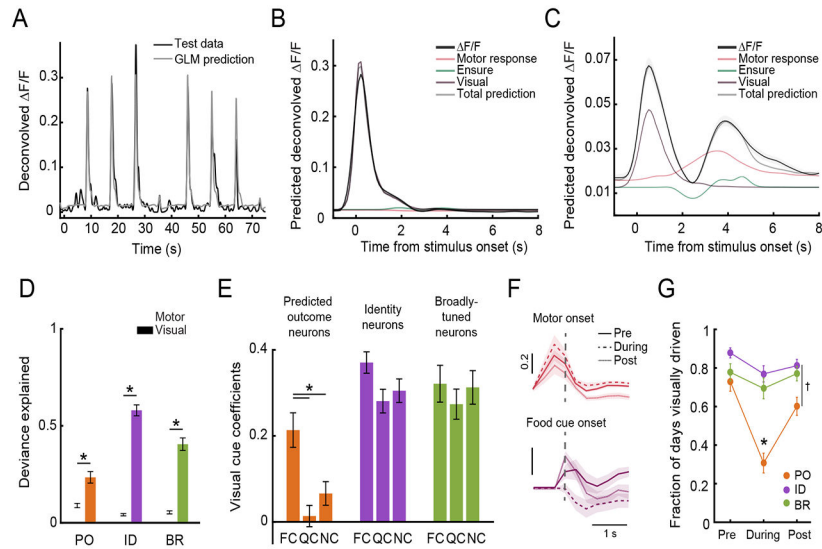 A
Test data
GLM prediction
Deconvolved ΔF/F
0.3
0.2
0.1
0
0 10 20 30 40 50 60 70
Time (s)
B
ΔF/F
Motor response
Ensure
Visual
Total prediction
Predicted deconvolved ΔF/F
0.3
0.2
0.1
0
0 2 4 6 8
Time from stimulus onset (s)
C
ΔF/F
Motor response
Ensure
Visual
Total prediction
Predicted deconvolved ΔF/F
0.07
0.05
0.03
0.01
0 2 4 6 8
Time from stimulus onset (s)
D
Motor
Visual
Deviance explained
1
0.5
0
* * *
PO ID BR
E
Predicted
outcome
neurons
Identity
neurons
Broadly-
tuned neurons
Visual cue coefficients
0.4
0.2
0
*
FC QC NC FC QC NC FC QC NC
F
Motor onset
Pre
During
Post
0.2
Food cue onset
1 s
G
Fraction of days visually driven
1
0.8
0.6
0.4
0.2
0
*
†
PO
ID
BR
Pre During Post